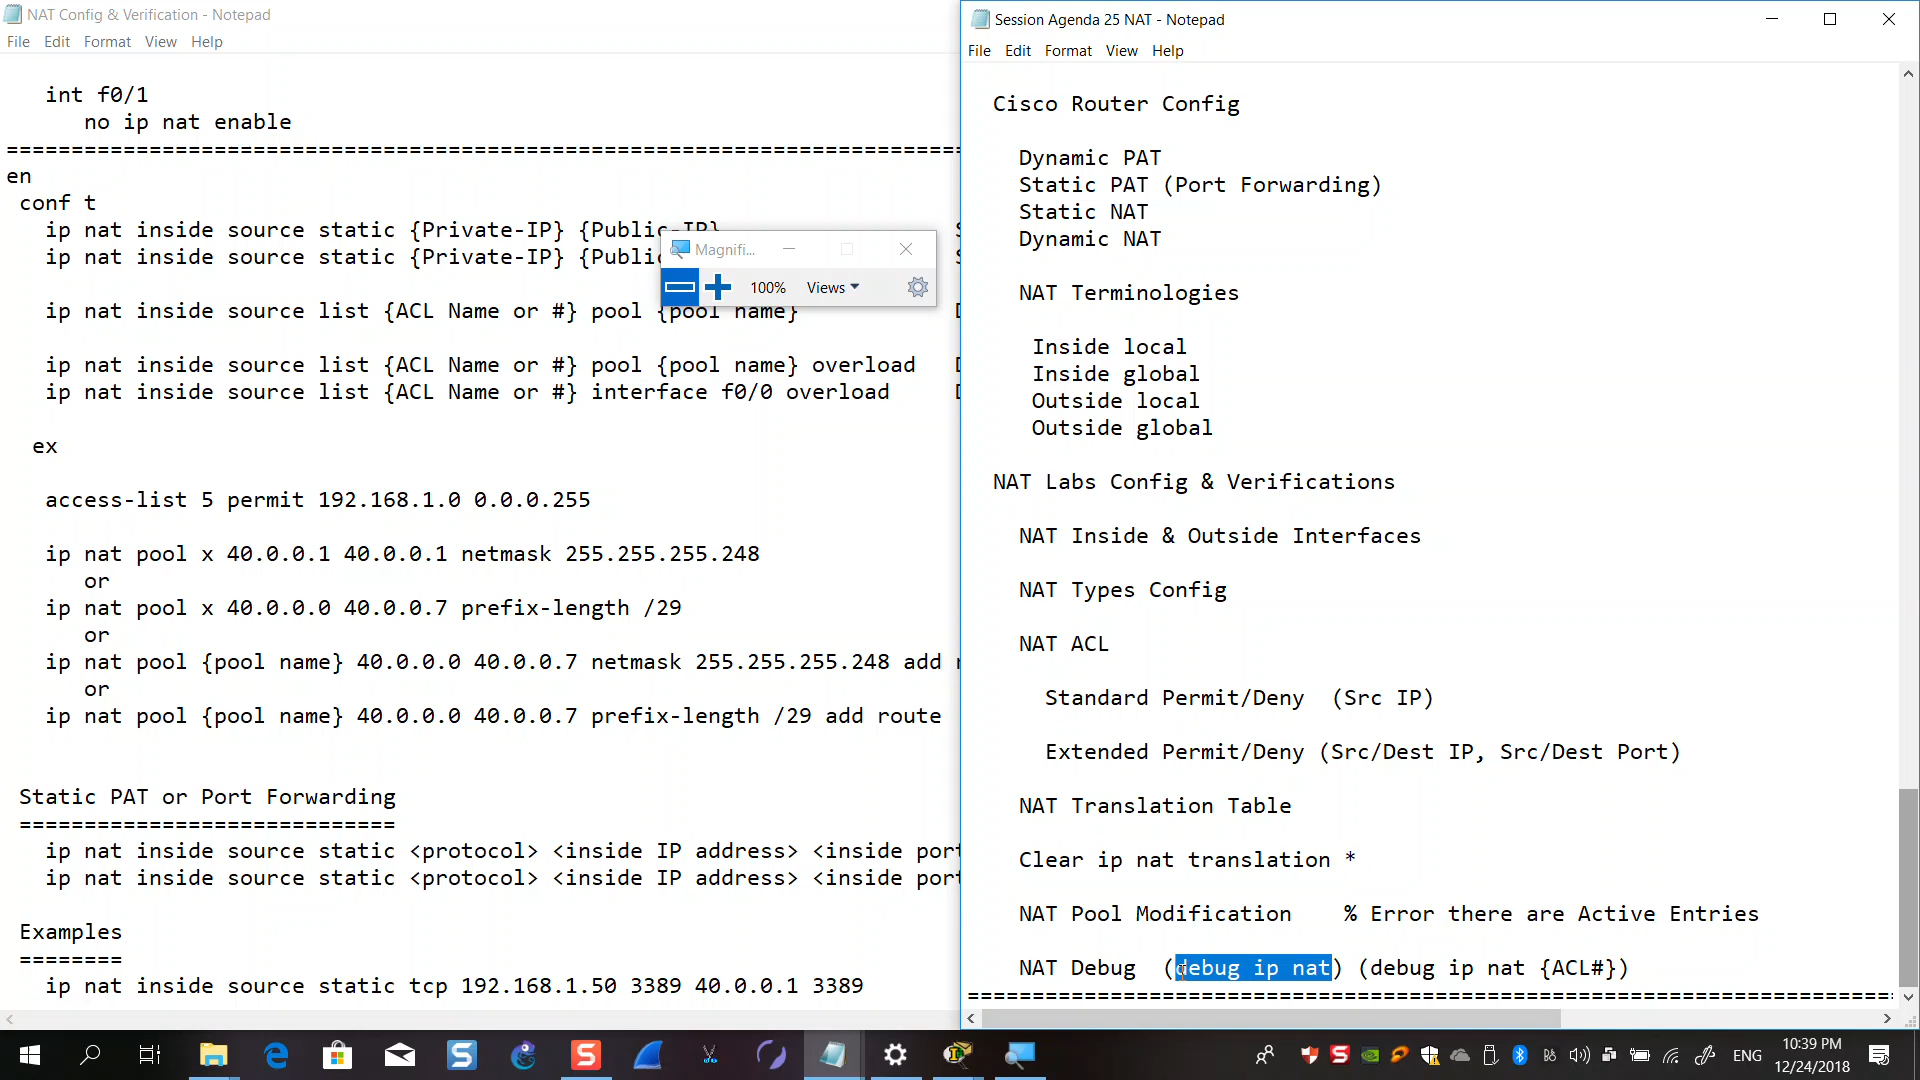 NAT Config & Verification - Notepad
File Edit Format View Help
int f0/1
no ip nat enable
================================================================================
en
conf t
ip nat inside source static {Private-IP} {Public-IP}
ip nat inside source static {Private-IP} {Public
ip nat inside source list {ACL Name or #} pool {pool name}
ip nat inside source list {ACL Name or #} pool {pool name} overload
ip nat inside source list {ACL Name or #} interface f0/0 overload
ex
access-list 5 permit 192.168.1.0 0.0.0.255
ip nat pool x 40.0.0.1 40.0.0.1 netmask 255.255.255.248
or
ip nat pool x 40.0.0.0 40.0.0.7 prefix-length /29
or
ip nat pool {pool name} 40.0.0.0 40.0.0.7 netmask 255.255.255.248 add
or
ip nat pool {pool name} 40.0.0.0 40.0.0.7 prefix-length /29 add route
Static PAT or Port Forwarding
=============================
ip nat inside source static <protocol> <inside IP address> <inside port
ip nat inside source static <protocol> <inside IP address> <inside port
Examples
========
ip nat inside source static tcp 192.168.1.50 3389 40.0.0.1 3389
Magnifi...
100% Views
Session Agenda 25 NAT - Notepad
File Edit Format View Help
Cisco Router Config
Dynamic PAT
Static PAT (Port Forwarding)
Static NAT
Dynamic NAT
NAT Terminologies
Inside local
Inside global
Outside local
Outside global
NAT Labs Config & Verifications
NAT Inside & Outside Interfaces
NAT Types Config
NAT ACL
Standard Permit/Deny (Src IP)
Extended Permit/Deny (Src/Dest IP, Src/Dest Port)
NAT Translation Table
Clear ip nat translation *
NAT Pool Modification % Error there are Active Entries
NAT Debug (debug ip nat) (debug ip nat {ACL#})
================================================================================
ENG
10:39 PM
12/24/2018